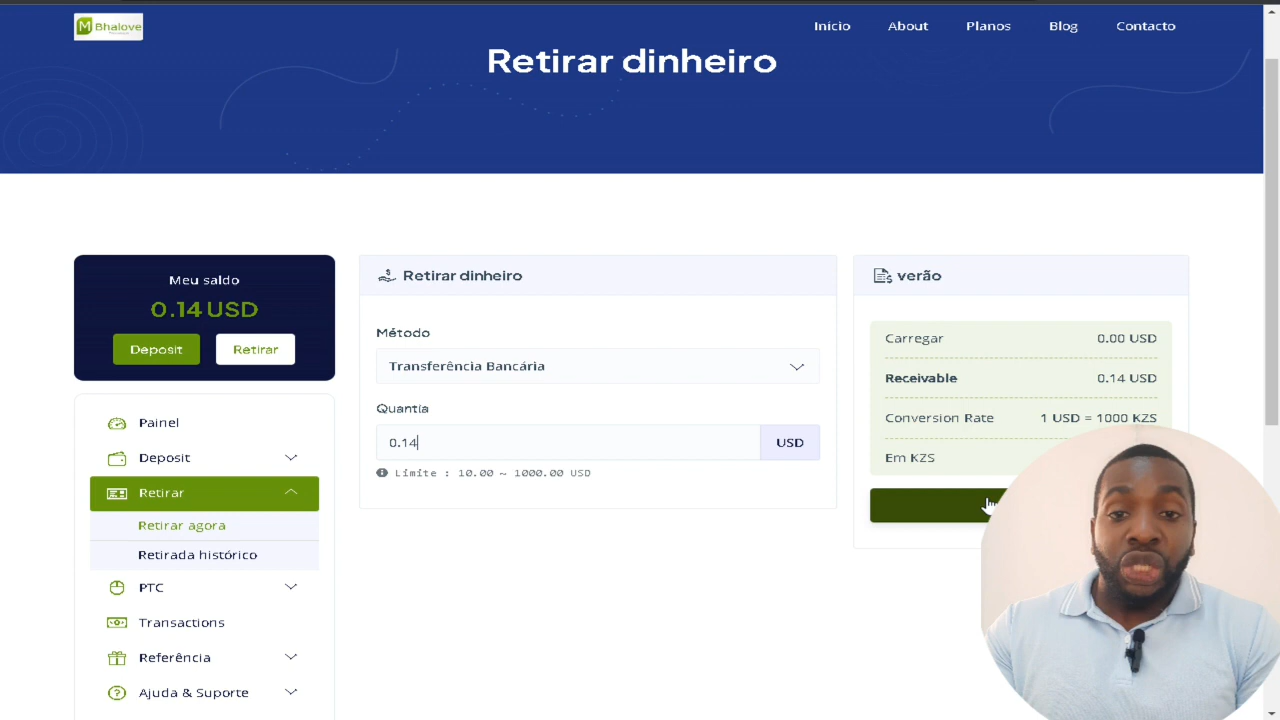 M Bhalove
Início
About
Planos
Blog
Contacto
Retirar dinheiro
Meu saldo
0.14 USD
Deposit
Retirar
Painel
Deposit
Retirar
Retirar agora
Retirada histórico
PTC
Transactions
Referência
Ajuda & Suporte
Retirar dinheiro
Método
Transferência Bancária
Quantia
0.14
USD
Limite : 10.00 ~ 1000.00 USD
verão
Carregar 0.00 USD
Receivable 0.14 USD
Conversion Rate 1 USD = 1000 KZS
Em KZS